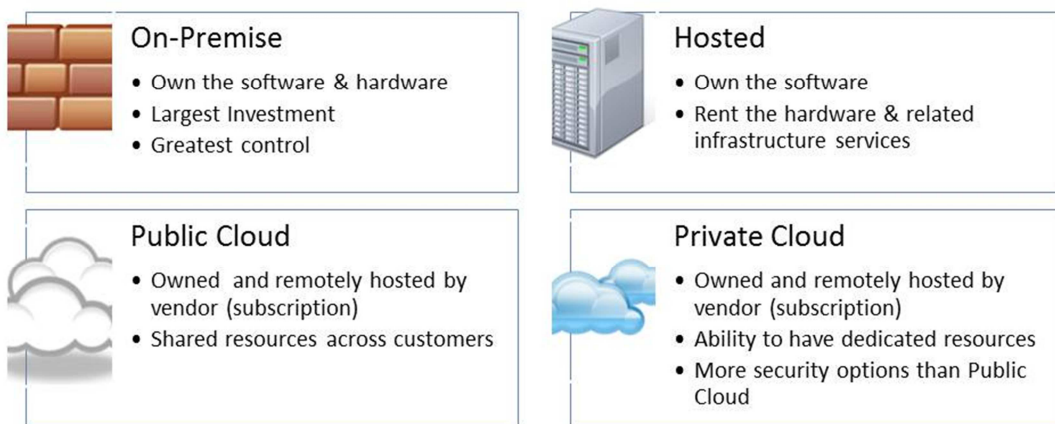 On-Premise
• Own the software & hardware
• Largest Investment
• Greatest control
Hosted
• Own the software
• Rent the hardware & related
infrastructure services
Public Cloud
• Owned and remotely hosted by
vendor (subscription)
• Shared resources across customers
Private Cloud
• Owned and remotely hosted by
vendor (subscription)
• Ability to have dedicated resources
• More security options than Public
Cloud